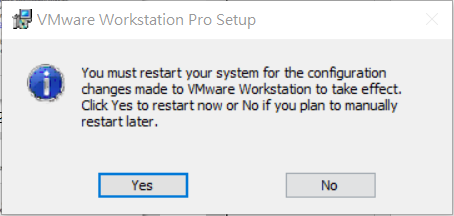 VMware Workstation Pro Setup
You must restart your system for the configuration
changes made to VMware Workstation to take effect.
Click Yes to restart now or No if you plan to manually
restart later.
Yes
No